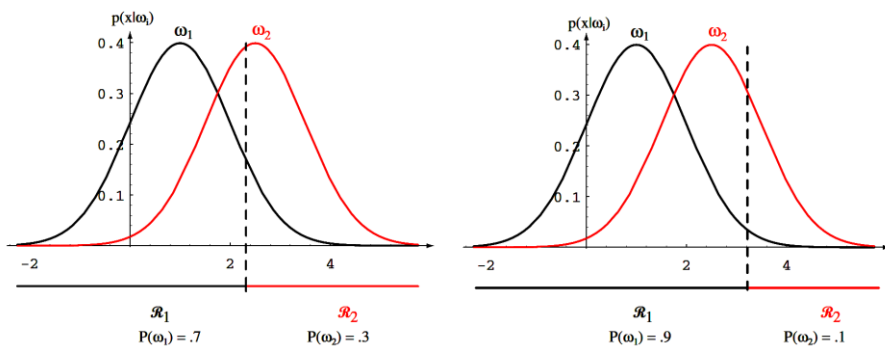 p(x|ωᵢ)
ω₁
ω₂
0.4
0.3
0.2
0.1
-2
2
4
ℛ₁
ℛ₂
P(ω₁) = .7
P(ω₂) = .3
p(x|ωᵢ)
ω₁
ω₂
0.4
0.3
0.2
0.1
-2
2
4
ℛ₁
ℛ₂
P(ω₁) = .9
P(ω₂) = .1